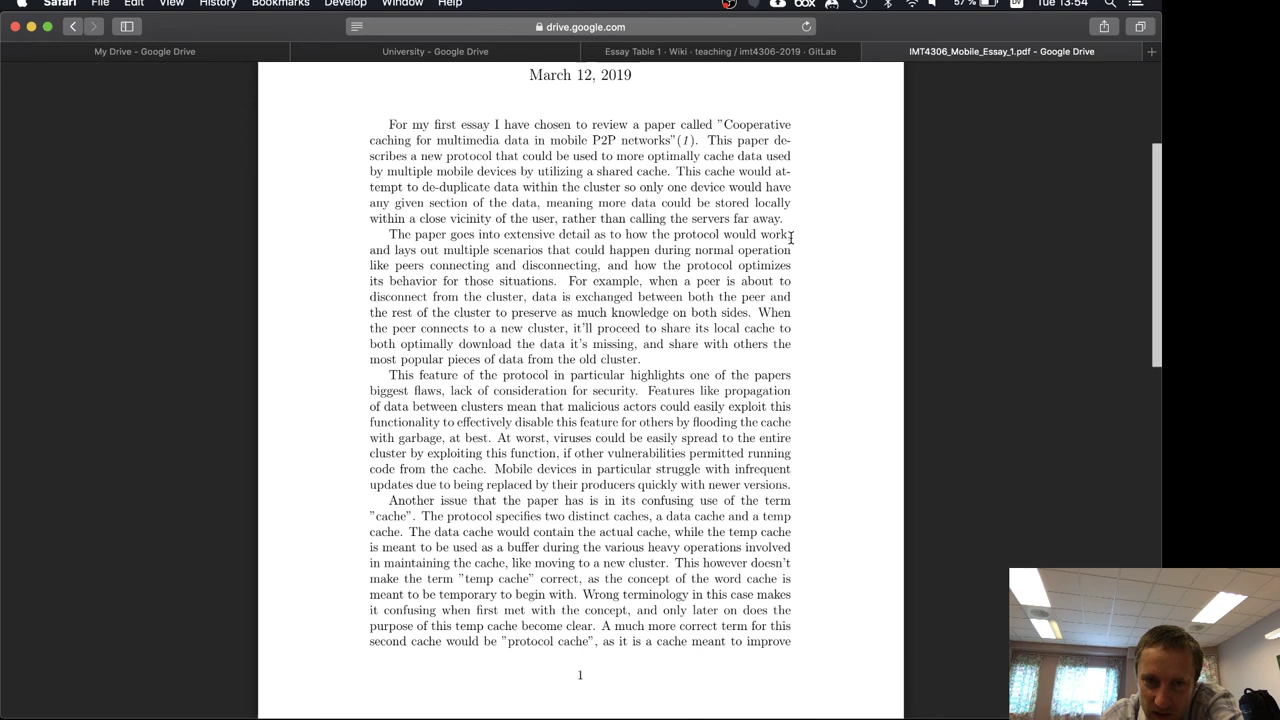 Safari File Edit View History Bookmarks Develop Window Help 57 % Tue 13:54
drive.google.com
My Drive - Google Drive University - Google Drive Essay Table 1 · Wiki · teaching / imt4306-2019 · GitLab IMT4306_Mobile_Essay_1.pdf - Google Drive
March 12, 2019
For my first essay I have chosen to review a paper called ”Cooperative
caching for multimedia data in mobile P2P networks”(1). This paper de-
scribes a new protocol that could be used to more optimally cache data used
by multiple mobile devices by utilizing a shared cache. This cache would at-
tempt to de-duplicate data within the cluster so only one device would have
any given section of the data, meaning more data could be stored locally
within a close vicinity of the user, rather than calling the servers far away.
The paper goes into extensive detail as to how the protocol would work
and lays out multiple scenarios that could happen during normal operation
like peers connecting and disconnecting, and how the protocol optimizes
its behavior for those situations. For example, when a peer is about to
disconnect from the cluster, data is exchanged between both the peer and
the rest of the cluster to preserve as much knowledge on both sides. When
the peer connects to a new cluster, it’ll proceed to share its local cache to
both optimally download the data it’s missing, and share with others the
most popular pieces of data from the old cluster.
This feature of the protocol in particular highlights one of the papers
biggest flaws, lack of consideration for security. Features like propagation
of data between clusters mean that malicious actors could easily exploit this
functionality to effectively disable this feature for others by flooding the cache
with garbage, at best. At worst, viruses could be easily spread to the entire
cluster by exploiting this function, if other vulnerabilities permitted running
code from the cache. Mobile devices in particular struggle with infrequent
updates due to being replaced by their producers quickly with newer versions.
Another issue that the paper has is in its confusing use of the term
”cache”. The protocol specifies two distinct caches, a data cache and a temp
cache. The data cache would contain the actual cache, while the temp cache
is meant to be used as a buffer during the various heavy operations involved
in maintaining the cache, like moving to a new cluster. This however doesn’t
make the term ”temp cache” correct, as the concept of the word cache is
meant to be temporary to begin with. Wrong terminology in this case makes
it confusing when first met with the concept, and only later on does the
purpose of this temp cache become clear. A much more correct term for this
second cache would be ”protocol cache”, as it is a cache meant to improve
1